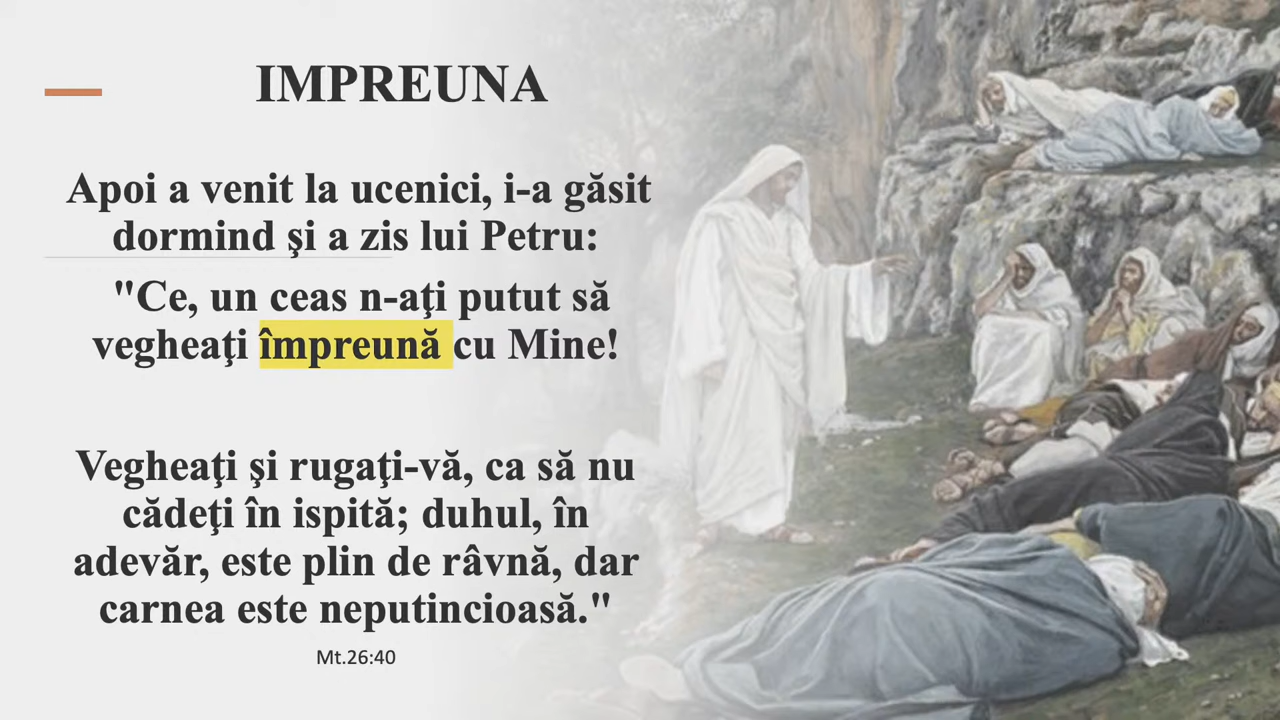 IMPREUNA
Apoi a venit la ucenici, i-a găsit
dormind şi a zis lui Petru:
"Ce, un ceas n-aţi putut să
vegheaţi împreună cu Mine!
Vegheaţi şi rugaţi-vă, ca să nu
cădeţi în ispită; duhul, în
adevăr, este plin de râvnă, dar
carnea este neputincioasă."
Mt.26:40